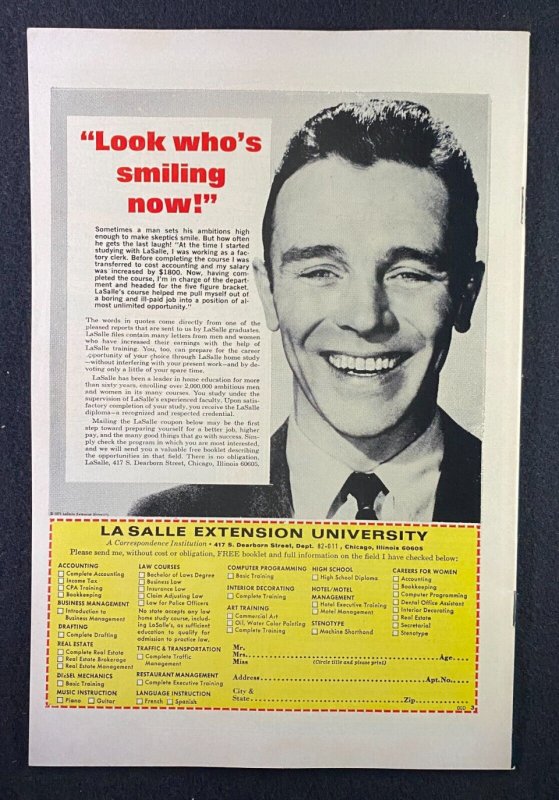 “Look who's
smiling
now!”
Sometimes a man sets his ambitions high
enough to make skeptics smile. But how often
he gets the last laugh! “At the time I started
studying with LaSalle, I was working as a fac-
tory clerk. Before completing the course I was
transferred to cost accounting and my salary
was increased by $1800. Now, having com-
pleted the course, I'm in charge of the depart-
ment and headed for the five figure bracket.
LaSalle's course helped me pull myself out of
a boring and ill-paid job into a position of al-
most unlimited opportunity.”
The words in quotes come directly from one of the
pleased reports that are sent to us by LaSalle graduates.
LaSalle files contain many letters from men and women
who have increased their earnings with the help of
LaSalle training. You, too, can prepare for the career
opportunity of your choice through LaSalle home study
—without interfering with your present work—and by de-
voting only a little of your spare time.
LaSalle has been a leader in home education for more
than sixty years, enrolling over 2,000,000 ambitious men
and women in its many courses. You study under the
supervision of LaSalle's experienced faculty. Upon satis-
factory completion of your study, you receive the LaSalle
diploma—a recognized and respected credential.
Mailing the LaSalle coupon below may be the first
step toward preparing yourself for a better job, higher
pay, and the many good things that go with success. Sim-
ply check the program in which you are most interested,
and we will send you a valuable free booklet describing
the opportunities in that field. There is no obligation.
LaSalle, 417 S. Dearborn Street, Chicago, Illinois 60605.
LaSalle Extension University
LA SALLE EXTENSION UNIVERSITY
A Correspondence Institution • 417 S. Dearborn Street, Dept. 82-011, Chicago, Illinois 60605
Please send me, without cost or obligation, FREE booklet and full information on the field I have checked below:
ACCOUNTING
Complete Accounting
Income Tax
CPA Training
Bookkeeping
BUSINESS MANAGEMENT
Introduction to
Business Management
DRAFTING
Complete Drafting
REAL ESTATE
Complete Real Estate
Real Estate Brokerage
Real Estate Management
DIESEL MECHANICS
Basic Training
MUSIC INSTRUCTION
Piano Guitar
LAW COURSES
Bachelor of Laws Degree
Business Law
Insurance Law
Claim Adjusting Law
Law for Police Officers
No state accepts any law
home study course, includ-
ing LaSalle's, as sufficient
education to qualify for
admission to practice law.
TRAFFIC & TRANSPORTATION
Complete Traffic
Management
RESTAURANT MANAGEMENT
Complete Executive Training
LANGUAGE INSTRUCTION
French Spanish
COMPUTER PROGRAMMING
Basic Training
INTERIOR DECORATING
Complete Training
ART TRAINING
Commercial Art
Oil, Water Color Painting
Complete Training
HIGH SCHOOL
High School Diploma
HOTEL/MOTEL
MANAGEMENT
Hotel Executive Training
Motel Management
STENOTYPE
Machine Shorthand
CAREERS FOR WOMEN
Accounting
Bookkeeping
Computer Programming
Dental Office Assistant
Interior Decorating
Real Estate
Secretarial
Stenotype
Mr.
Mrs.
Miss (Circle title and please print) Age
Address Apt. No.
City &
State Zip